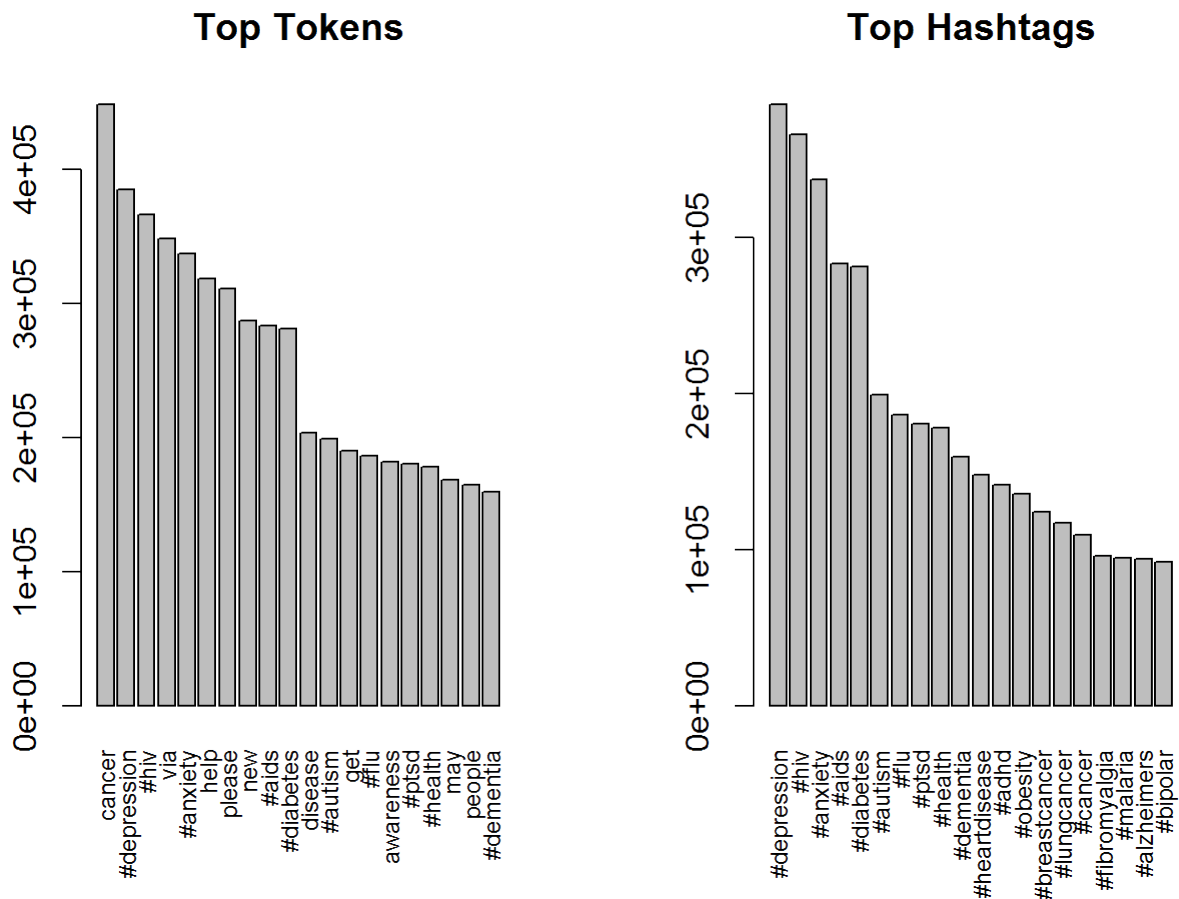 Top Tokens
4e+05
3e+05
2e+05
1e+05
0e+00
cancer
#depression
#hiv
via
#anxiety
help
please
new
#aids
#diabetes
disease
#autism
get
#flu
awareness
#ptsd
#health
may
people
#dementia
Top Hashtags
3e+05
2e+05
1e+05
0e+00
#depression
#hiv
#anxiety
#aids
#diabetes
#autism
#flu
#ptsd
#health
#dementia
#heartdisease
#adhd
#obesity
#breastcancer
#lungcancer
#cancer
#fibromyalgia
#malaria
#alzheimers
#bipolar